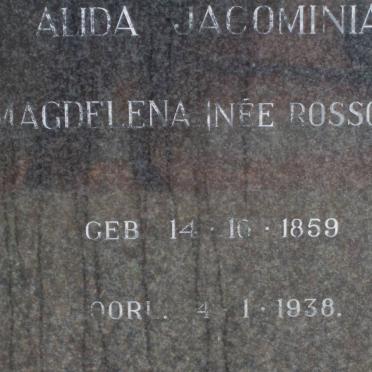 ALIDA JACOMINIA
MAGDELENA (NÉE ROSSO
GEB 14 · 10 · 1859
OORL. 4 · 1 · 1938.